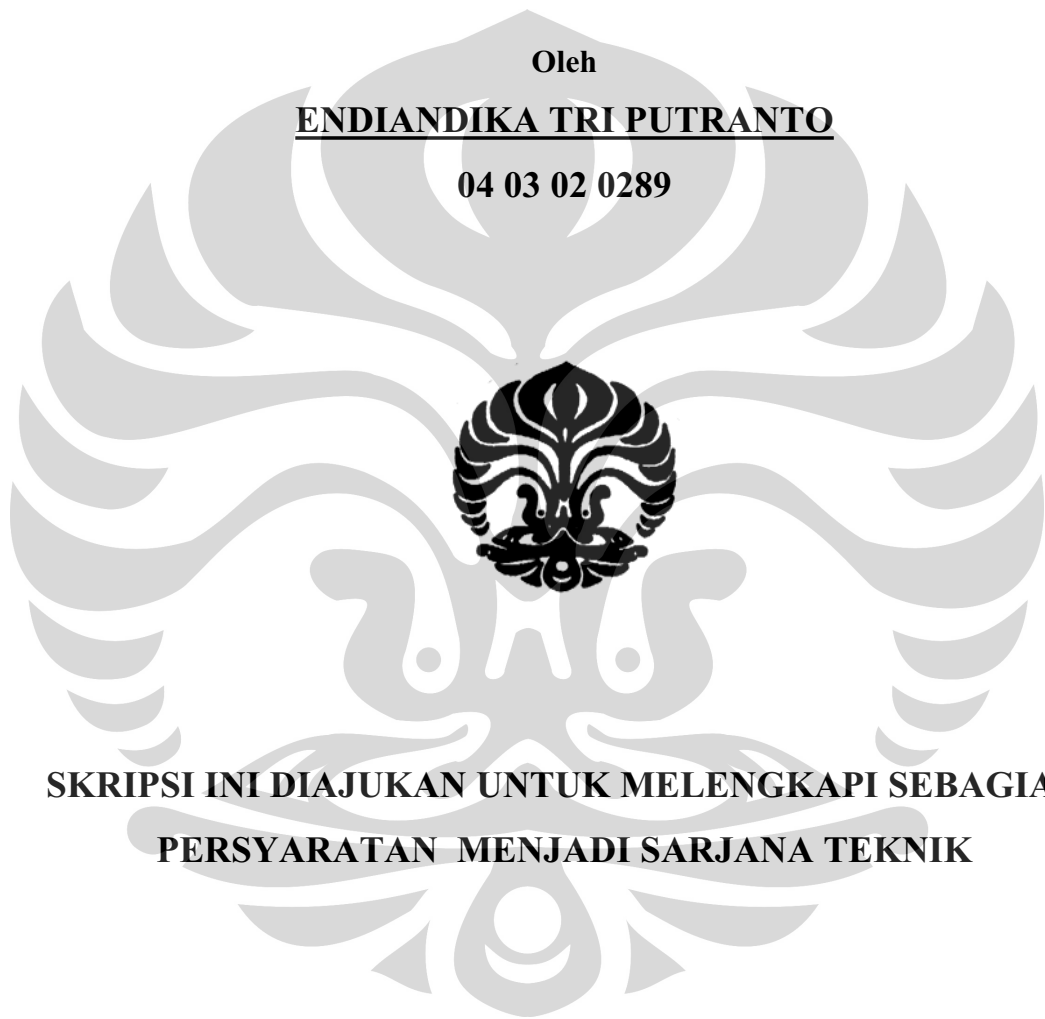 Oleh
ENDIANDIKA TRI PUTRANTO
04 03 02 0289
SKRIPSI INI DIAJUKAN UNTUK MELENGKAPI SEBAGIA
PERSYARATAN MENJADI SARJANA TEKNIK